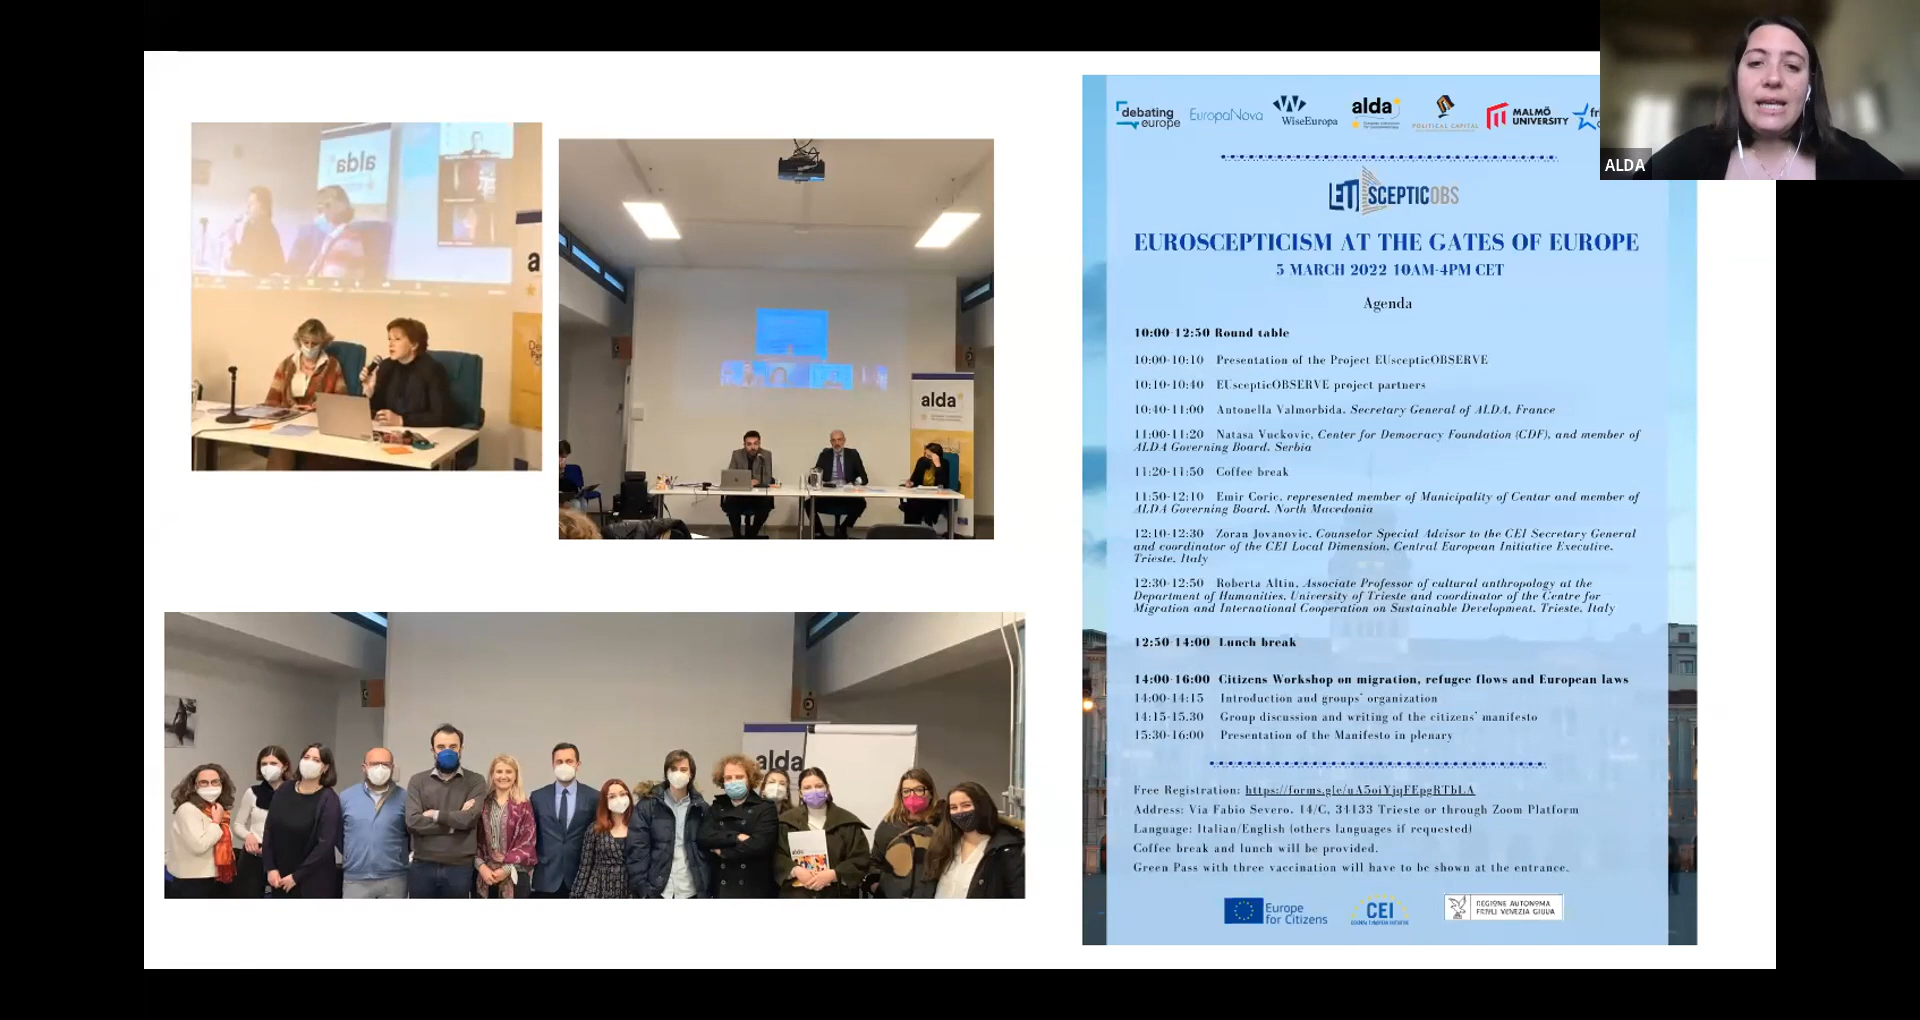 alda
a
alda
alda
alda
debating
europe
EuropaNova
WiseEuropa
alda
POLITICAL CAPITAL
MALMÖ
UNIVERSITY
ALDA
SCEPTICOBS
EUROSCEPTICISM AT THE GATES OF EUROPE
5 MARCH 2022 10AM-4PM CET
Agenda
10:00-12:50 Round table
10:00-10:10 Presentation of the Project EUscepticOBSERVE
10:10-10:40 EUscepticOBSERVE project partners
10:40-11:00 Antonella Valmorbida, Secretary General of ALDA, France
11:00-11:20 Natasa Vuckovic, Center for Democracy Foundation (CDF), and member of
ALDA Governing Board, Serbia
11:20-11:50 Coffee break
11:50-12:10 Emir Coric, represented member of Municipality of Centar and member of
ALDA Governing Board, North Macedonia
12:10-12:30 Zoran Jovanovic, Counselor Special Advisor to the CEI Secretary General
and coordinator of the CEI Local Dimension, Central European Initiative Executive,
Trieste, Italy
12:30-12:50 Roberta Altin, Associate Professor of cultural anthropology at the
Department of Humanities, University of Trieste and coordinator of the Centre for
Migration and International Cooperation on Sustainable Development, Trieste, Italy
12:50-14:00 Lunch break
14:00-16:00 Citizens Workshop on migration, refugee flows and European laws
14:00-14:15 Introduction and groups' organization
14:15-15.30 Group discussion and writing of the citizens' manifesto
15:30-16:00 Presentation of the Manifesto in plenary
Free Registration: https://forms.gle/uA5oiYjqFEpgRTbLA
Address: Via Fabio Severo, 14/C, 34133 Trieste or through Zoom Platform
Language: Italian/English (others languages if requested)
Coffee break and lunch will be provided.
Green Pass with three vaccination will have to be shown at the entrance.
Europe
for Citizens
CEI
CENTRAL EUROPEAN INITIATIVE
REGIONE AUTONOMA
FRIULI VENEZIA GIULIA